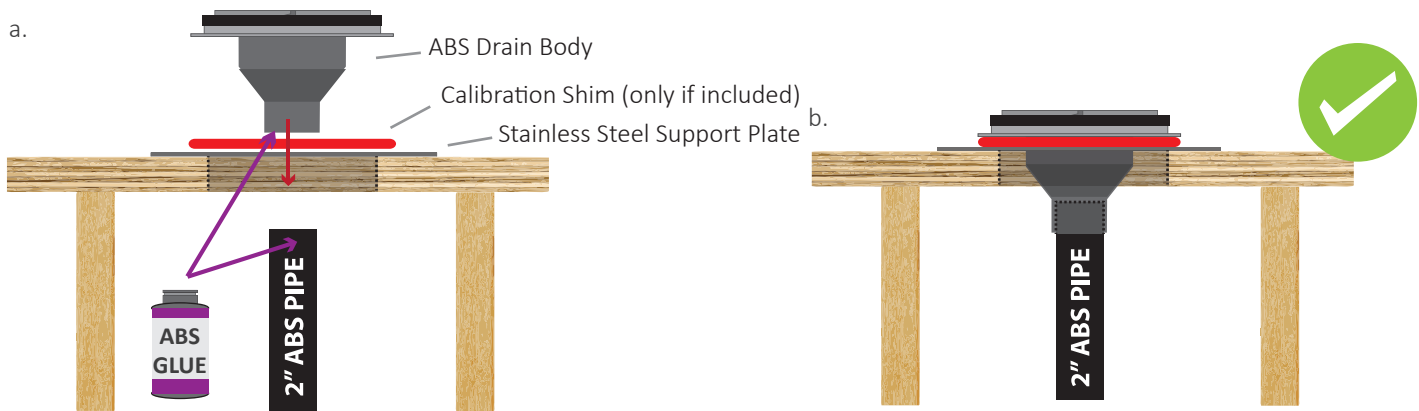 a.
ABS Drain Body
Calibration Shim (only if included)
Stainless Steel Support Plate
ABS
GLUE
2” ABS PIPE
b.
2” ABS PIPE